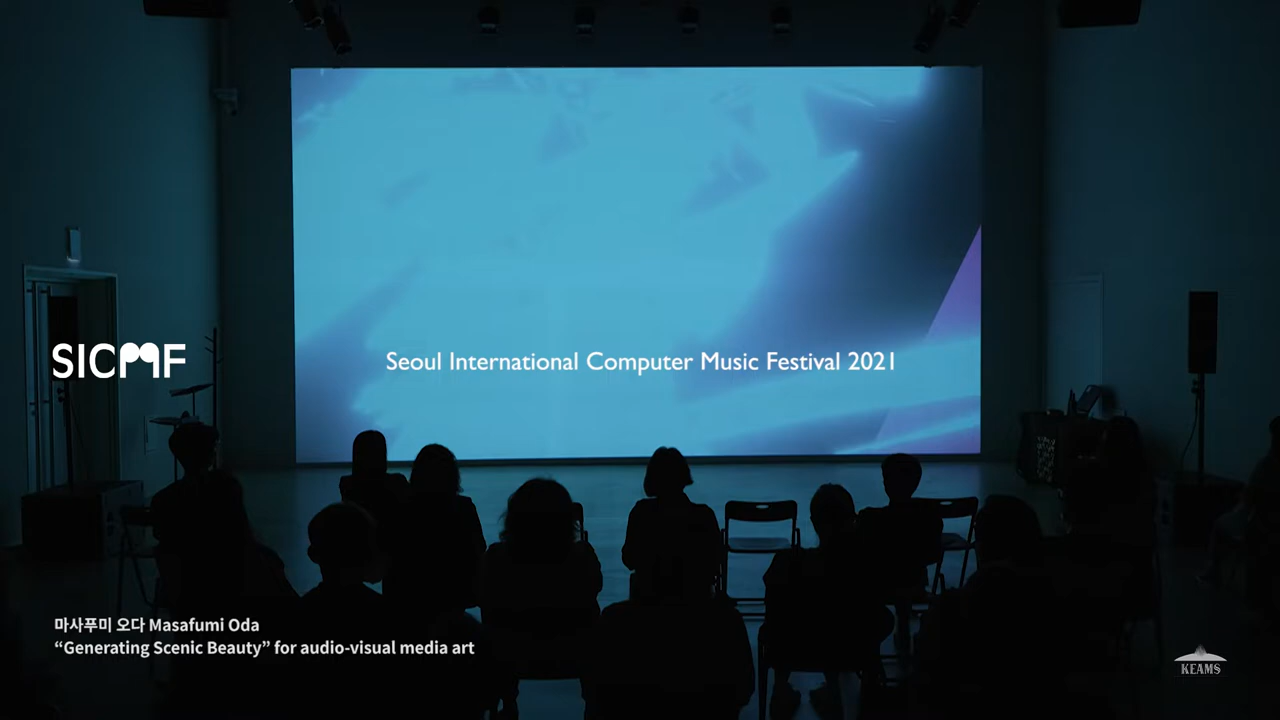 SICMF
Seoul International Computer Music Festival 2021
마사푸미 오다 Masafumi Oda
“Generating Scenic Beauty” for audio-visual media art
KEAMS